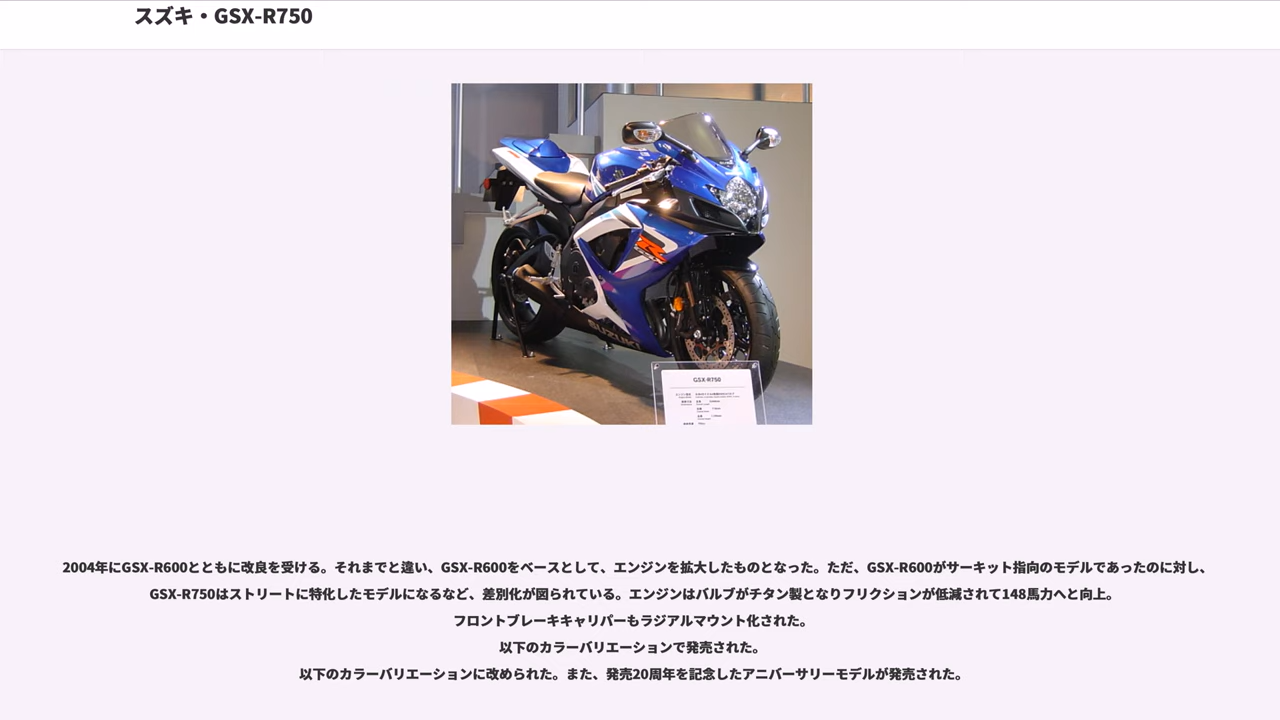 スズキ・GSX-R750
SUZUKI
GSX-R750
2004年にGSX-R600とともに改良を受ける。それまでと違い、GSX-R600をベースとして、エンジンを拡大したものとなった。ただ、GSX-R600がサーキット指向のモデルであったのに対し、
GSX-R750はストリートに特化したモデルになるなど、差別化が図られている。エンジンはバルブがチタン製となりフリクションが低減されて148馬力へと向上。
フロントブレーキキャリパーもラジアルマウント化された。
以下のカラーバリエーションで発売された。
以下のカラーバリエーションに改められた。また、発売20周年を記念したアニバーサリーモデルが発売された。